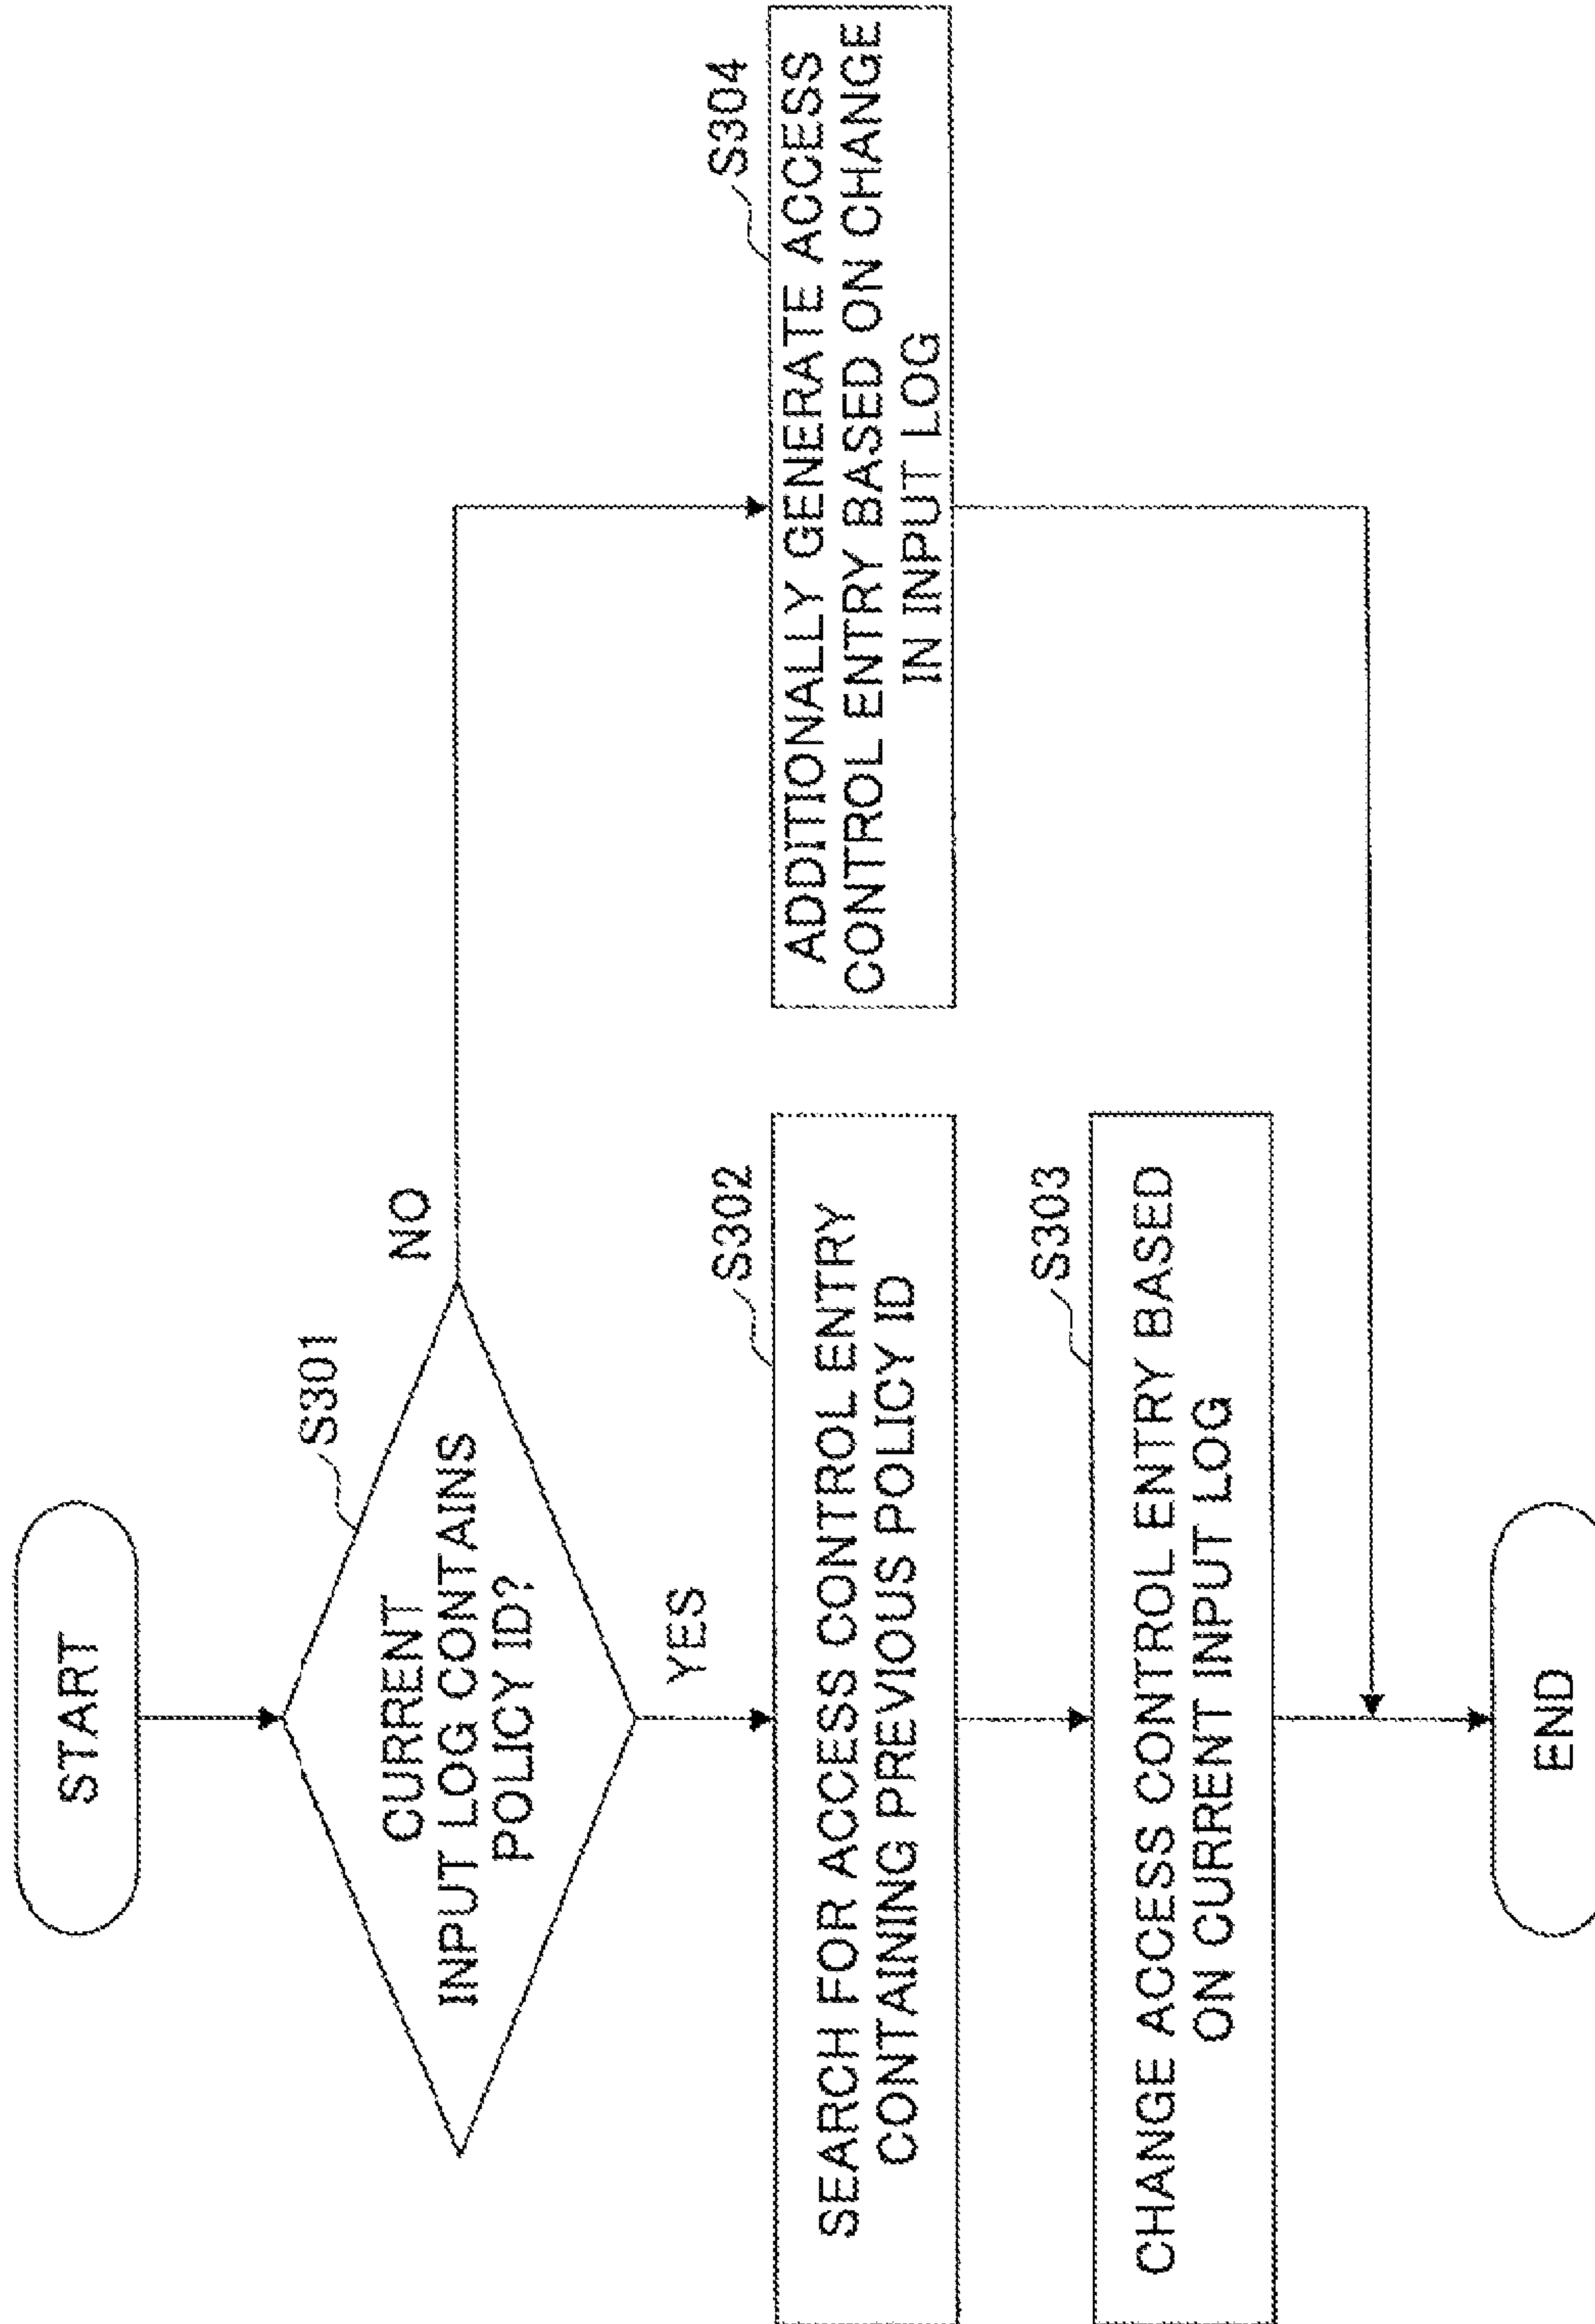 START
S301
CURRENT
INPUT LOG CONTAINS
POLICY ID?
NO
YES
S302
SEARCH FOR ACCESS CONTROL ENTRY
CONTAINING PREVIOUS POLICY ID
S304
ADDITIONALLY GENERATE ACCESS
CONTROL ENTRY BASED ON CHANGE
IN INPUT LOG
S303
CHANGE ACCESS CONTROL ENTRY BASED
ON CURRENT INPUT LOG
END